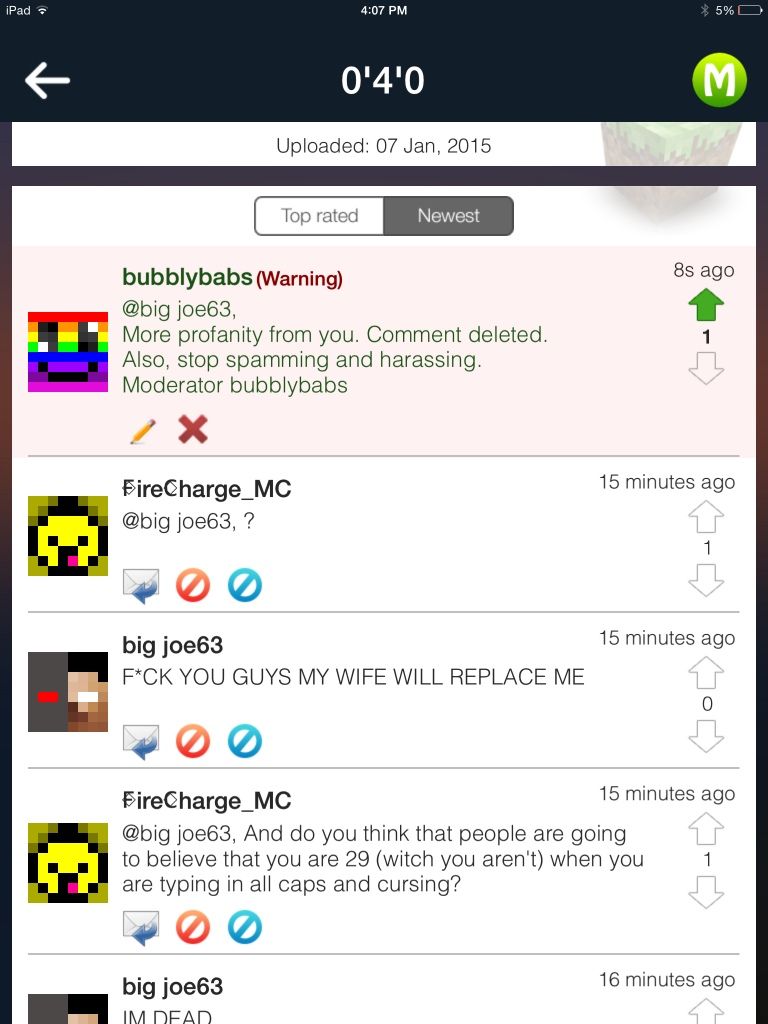 iPad 4:07 PM 5%
0'4'0
M
Uploaded: 07 Jan, 2015
Top rated Newest
bubblybabs (Warning) 8s ago
@big joe63,
More profanity from you. Comment deleted.
1
Also, stop spamming and harassing.
Moderator bubblybabs
FireCharge_MC 15 minutes ago
@big joe63, ?
1
big joe63 15 minutes ago
F*CK YOU GUYS MY WIFE WILL REPLACE ME
0
FireCharge_MC 15 minutes ago
@big joe63, And do you think that people are going
to believe that you are 29 (witch you aren't) when you
1
are typing in all caps and cursing?
big joe63 16 minutes ago
IM DEAD